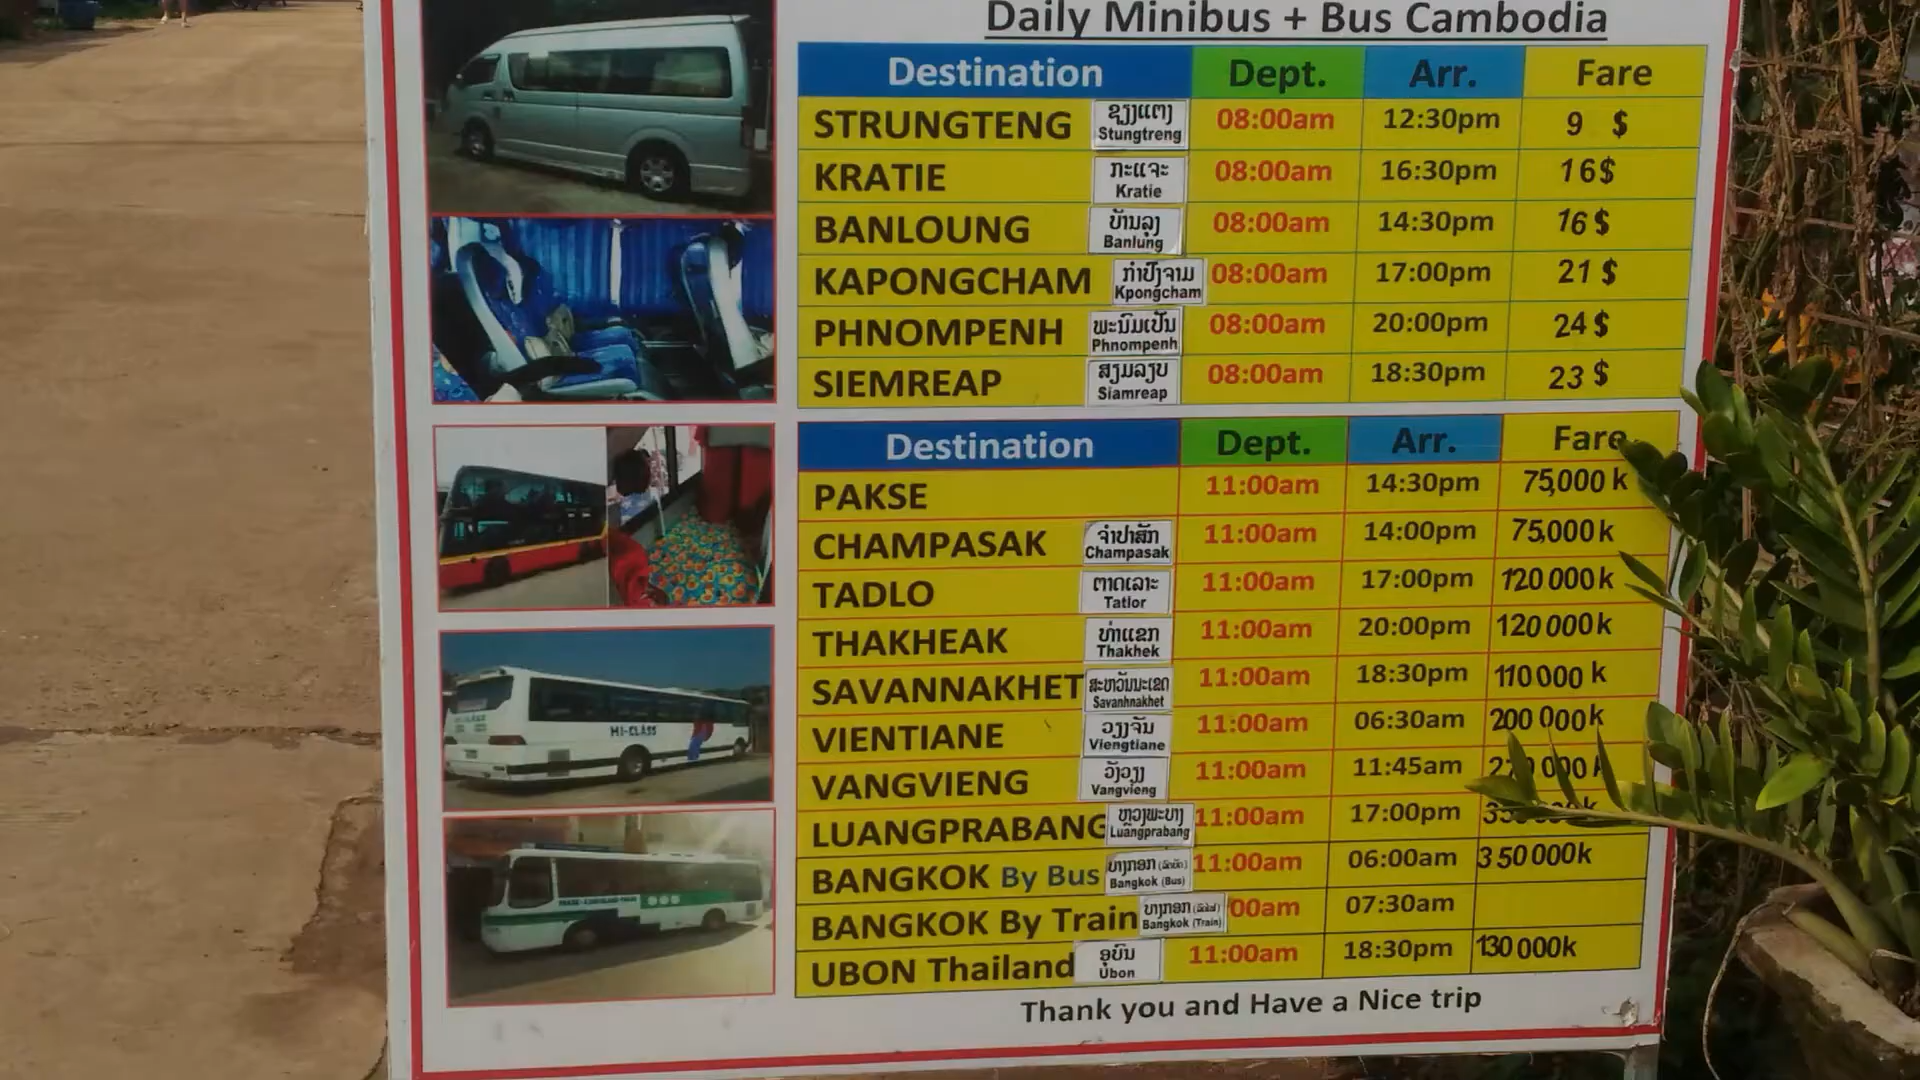 Daily Minibus + Bus Cambodia
Destination Dept. Arr. Fare
STRUNGTENG ຊຽງແຕງ Stungtreng 08:00am 12:30pm 9 $
KRATIE ກະແຈະ Kratie 08:00am 16:30pm 16$
BANLOUNG ບ້ານລຸງ Banlung 08:00am 14:30pm 16 $
KAPONGCHAM ກຳປົງຈາມ Kpongcham 08:00am 17:00pm 21 $
PHNOMPENH ພະນົມເປັນ Phnompenh 08:00am 20:00pm 24 $
SIEMREAP ສຽມລຽບ Siamreap 08:00am 18:30pm 23 $
Destination Dept. Arr. Fare
PAKSE 11:00am 14:30pm 75,000 k
CHAMPASAK ຈຳປາສັກ Champasak 11:00am 14:00pm 75,000 k
TADLO ຕາດເລາະ Tatlor 11:00am 17:00pm 120 000 k
THAKHEAK ທ່າແຂກ Thakhek 11:00am 20:00pm 120 000 k
SAVANNAKHET ສະຫວັນນະເຂດ Savanhnakhet 11:00am 18:30pm 110 000 k
VIENTIANE ວຽງຈັນ Viengtiane 11:00am 06:30am 200 000k
VANGVIENG ວັງວຽງ Vangvieng 11:00am 11:45am
LUANGPRABANG ຫຼວງພະບາງ Luangprabang 11:00am 17:00pm
BANGKOK By Bus ບາງກອກ Bangkok (Bus) 11:00am 06:00am 350 000k
BANGKOK By Train ບາງກອກ Bangkok (Train) 00am 07:30am
UBON Thailand ອຸບົນ Ubon 11:00am 18:30pm 130 000k
Thank you and Have a Nice trip
HI-CLASS